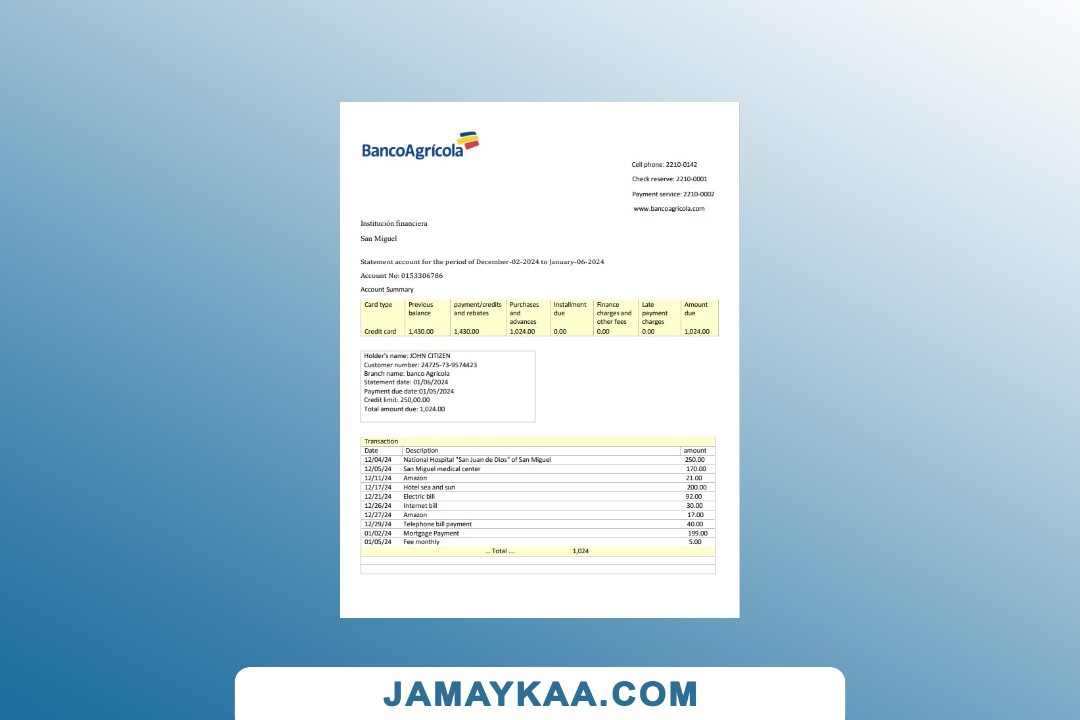 BancoAgrícola
Cell phone: 2210-0142
Check reserve: 2210-0001
Payment service: 2210-0002
www.bancoagricola.com
Institución financiera
San Miguel
Statement account for the period of December-02-2024 to January-06-2024
Account No: 0153306786
Account Summary
Card type Previous balance payment/credits and rebates Purchases and advances Installment due Finance charges and other fees Late payment charges Amount due
Credit card 1,430.00 1,430.00 1,024.00 0.00 0.00 0.00 1,024.00
Holder's name: JOHN CITIZEN
Customer number: 24725-73-9574423
Branch name: banco Agrícola
Statement date: 01/06/2024
Payment due date:01/05/2024
Credit limit: 250,00.00
Total amount due: 1,024.00
Transaction
Date Description amount
12/04/24 National Hospital "San Juan de Dios" of San Miguel 250.00
12/05/24 San Miguel medical center 170.00
12/11/24 Amazon 21.00
12/17/24 Hotel sea and sun 200.00
12/21/24 Electric bill 92.00
12/26/24 Internet bill 30.00
12/27/24 Amazon 17.00
12/29/24 Telephone bill payment 40.00
01/02/24 Mortgage Payment 199.00
01/05/24 Fee monthly 5.00
... Total .... 1,024
JAMAYKAA.COM